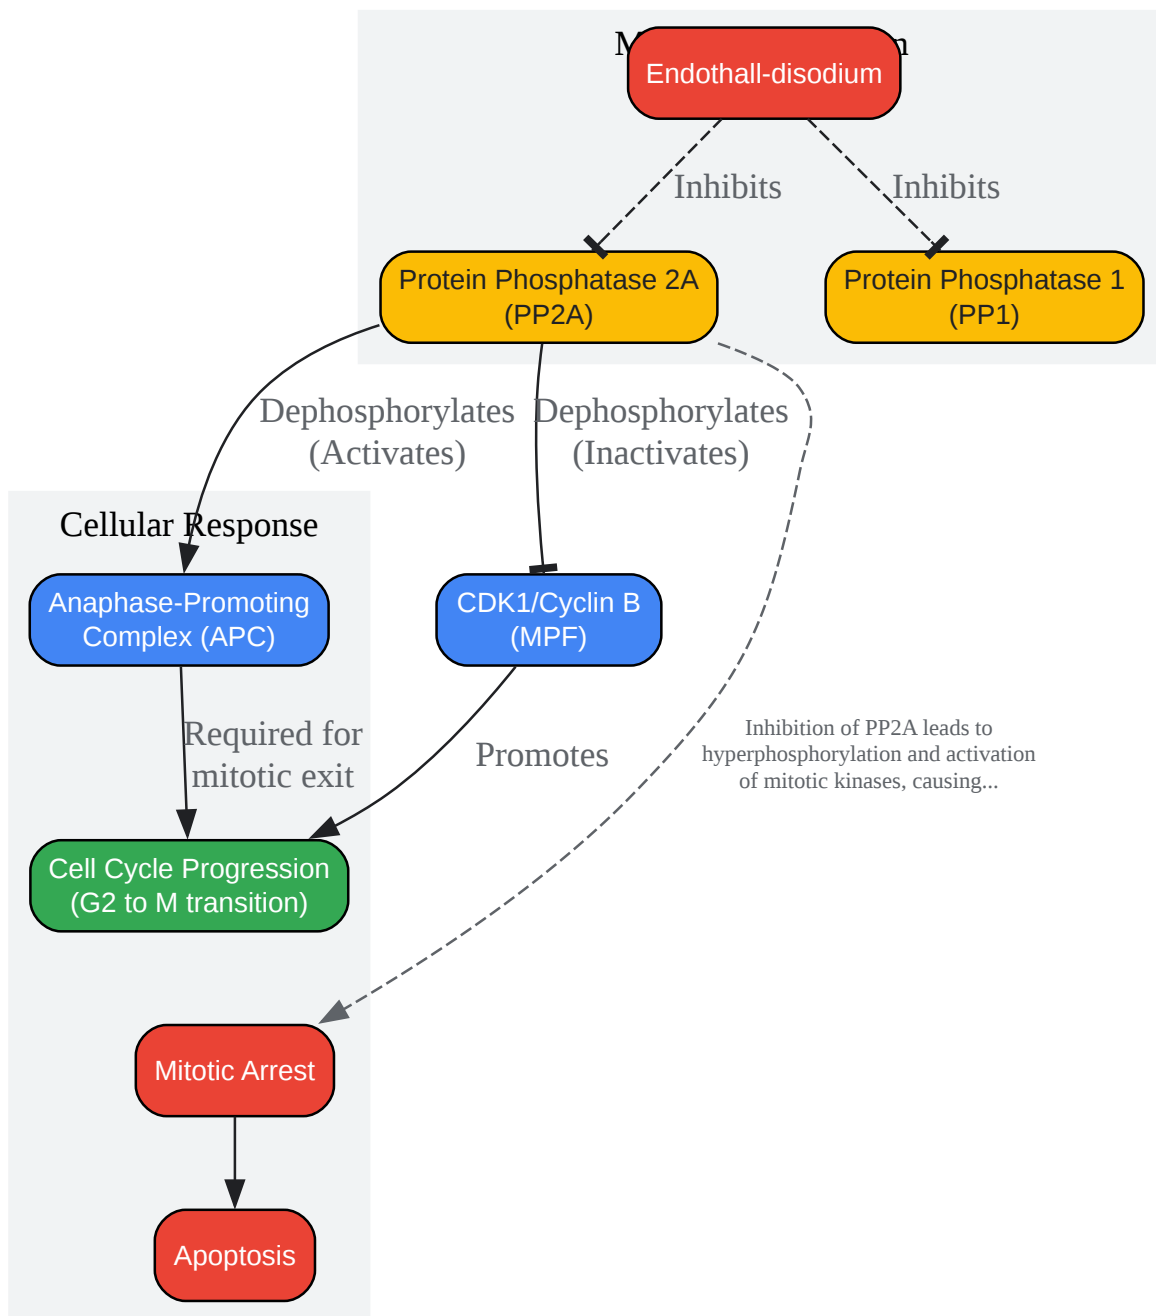 Endothall-disodium
Inhibits
Inhibits
Protein Phosphatase 2A
(PP2A)
Protein Phosphatase 1
(PP1)
Dephosphorylates
(Activates)
Dephosphorylates
(Inactivates)
Cellular Response
Anaphase-Promoting
Complex (APC)
CDK1/Cyclin B
(MPF)
Required for
mitotic exit
Promotes
Inhibition of PP2A leads to
hyperphosphorylation and activation
of mitotic kinases, causing...
Cell Cycle Progression
(G2 to M transition)
Mitotic Arrest
Apoptosis